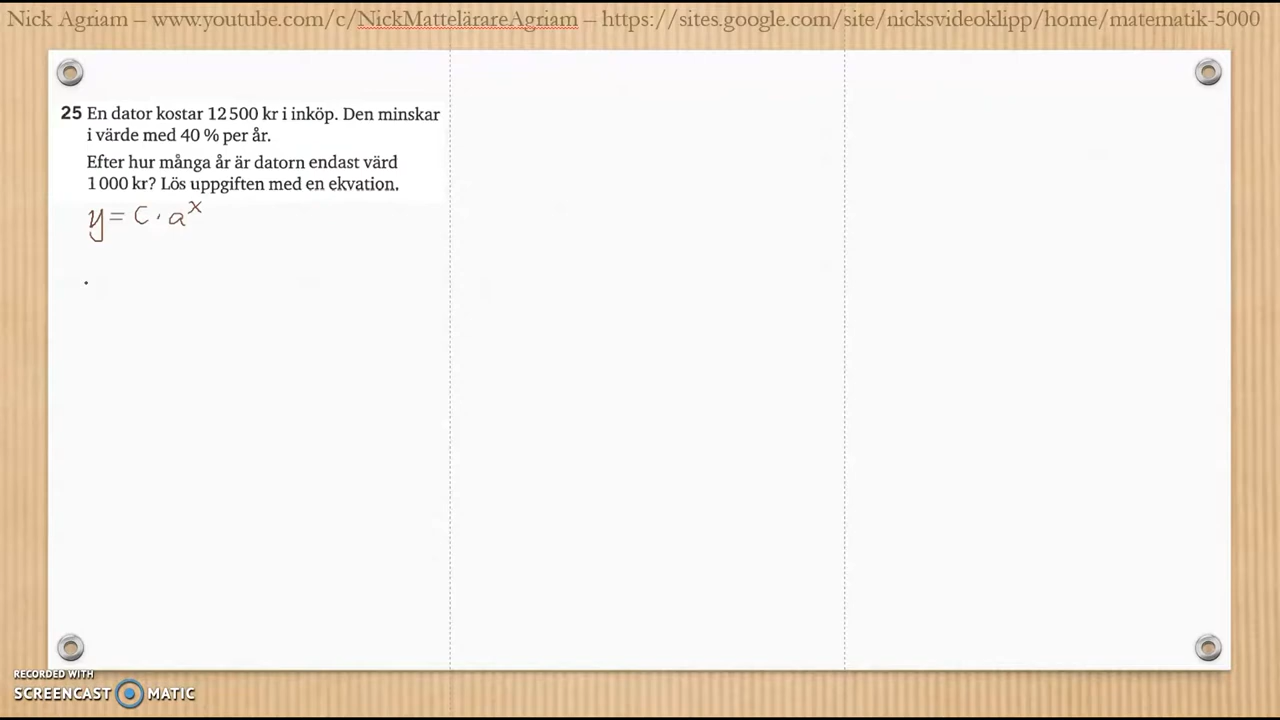 Nick Agriam – www.youtube.com/c/NickMattelärareAgriam – https://sites.google.com/site/nicksvideoklipp/home/matematik-5000
25 En dator kostar 12 500 kr i inköp. Den minskar
i värde med 40 % per år.
Efter hur många år är datorn endast värd
1 000 kr? Lös uppgiften med en ekvation.
y = C · a^x
RECORDED WITH
SCREENCAST MATIC